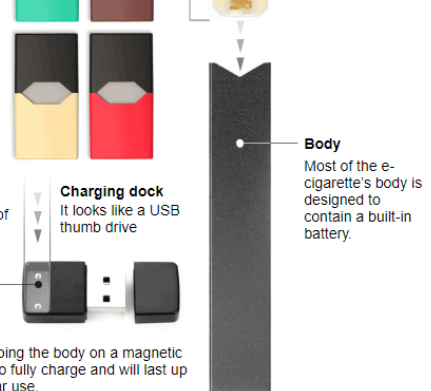 Body
Most of the e-
cigarette's body is
designed to
contain a built-in
battery.
Charging dock
It looks like a USB
thumb drive
of
the body on a magnetic
fully charge and will last up
use.